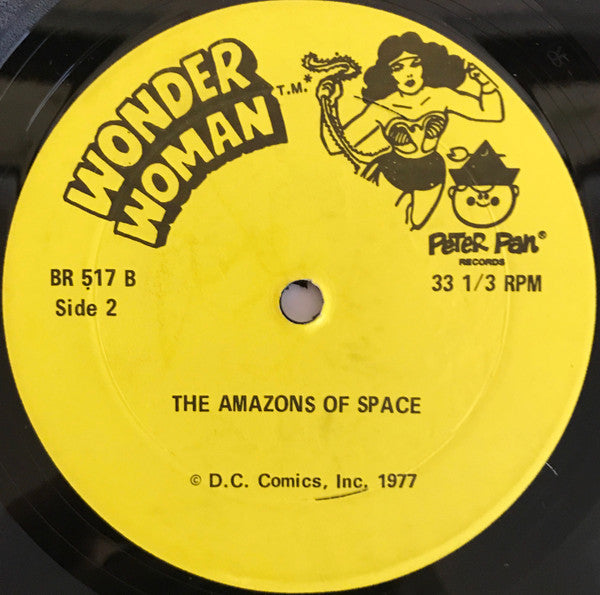 WONDER
WOMAN
T.M.*
PETER PAN®
RECORDS
BR 517 B
33 1/3 RPM
Side 2
THE AMAZONS OF SPACE
© D.C. Comics, Inc. 1977